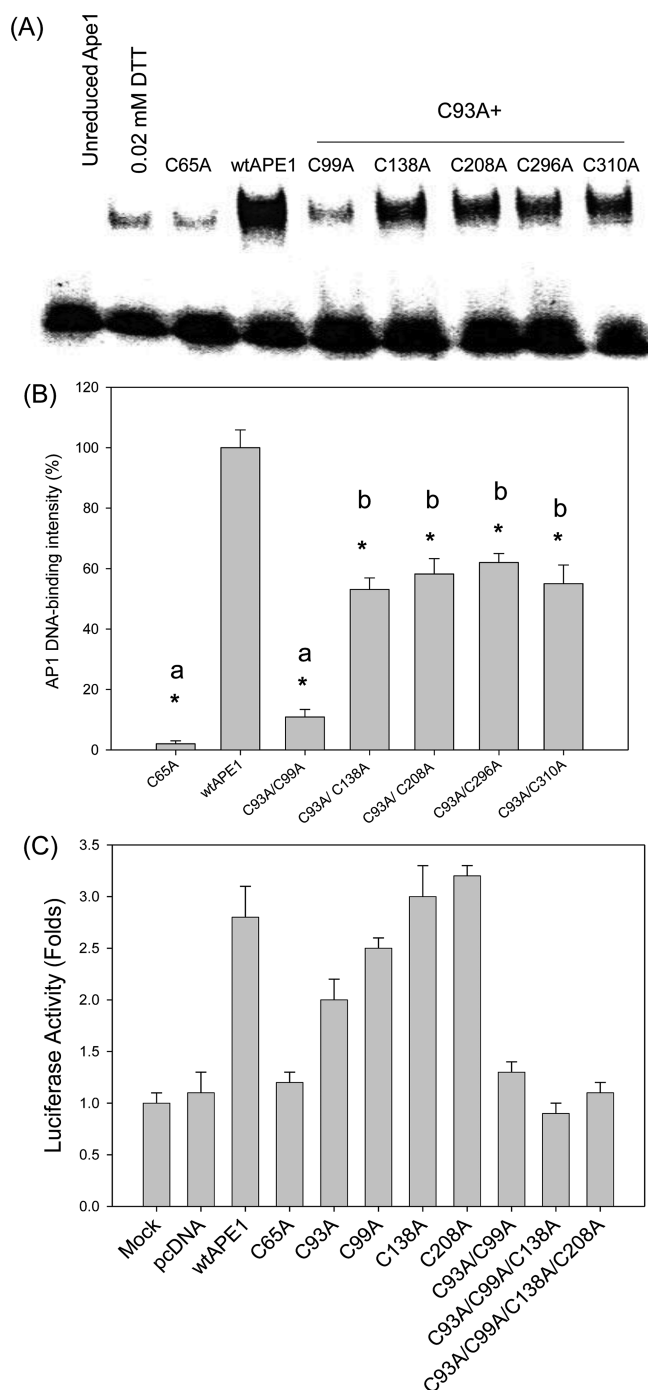 (A)
Unreduced Ape1
0.02 mM DTT
C93A+
C65A wtAPE1 C99A C138A C208A C296A C310A
(B)
120
100
80
60
40
20
0
AP1 DNA-binding intensity (%)
a
*
a
*
b
*
b
*
b
*
b
*
C65A
wtAPE1
C93A/C99A
C93A/ C138A
C93A/ C208A
C93A/C296A
C93A/C310A
(C)
3.5
3.0
2.5
2.0
1.5
1.0
0.5
0.0
Luciferase Activity (Folds)
Mock
pcDNA
wtAPE1
C65A
C93A
C99A
C138A
C208A
C93A/C99A
C93A/C99A/C138A
C93A/C99A/C138A/C208A